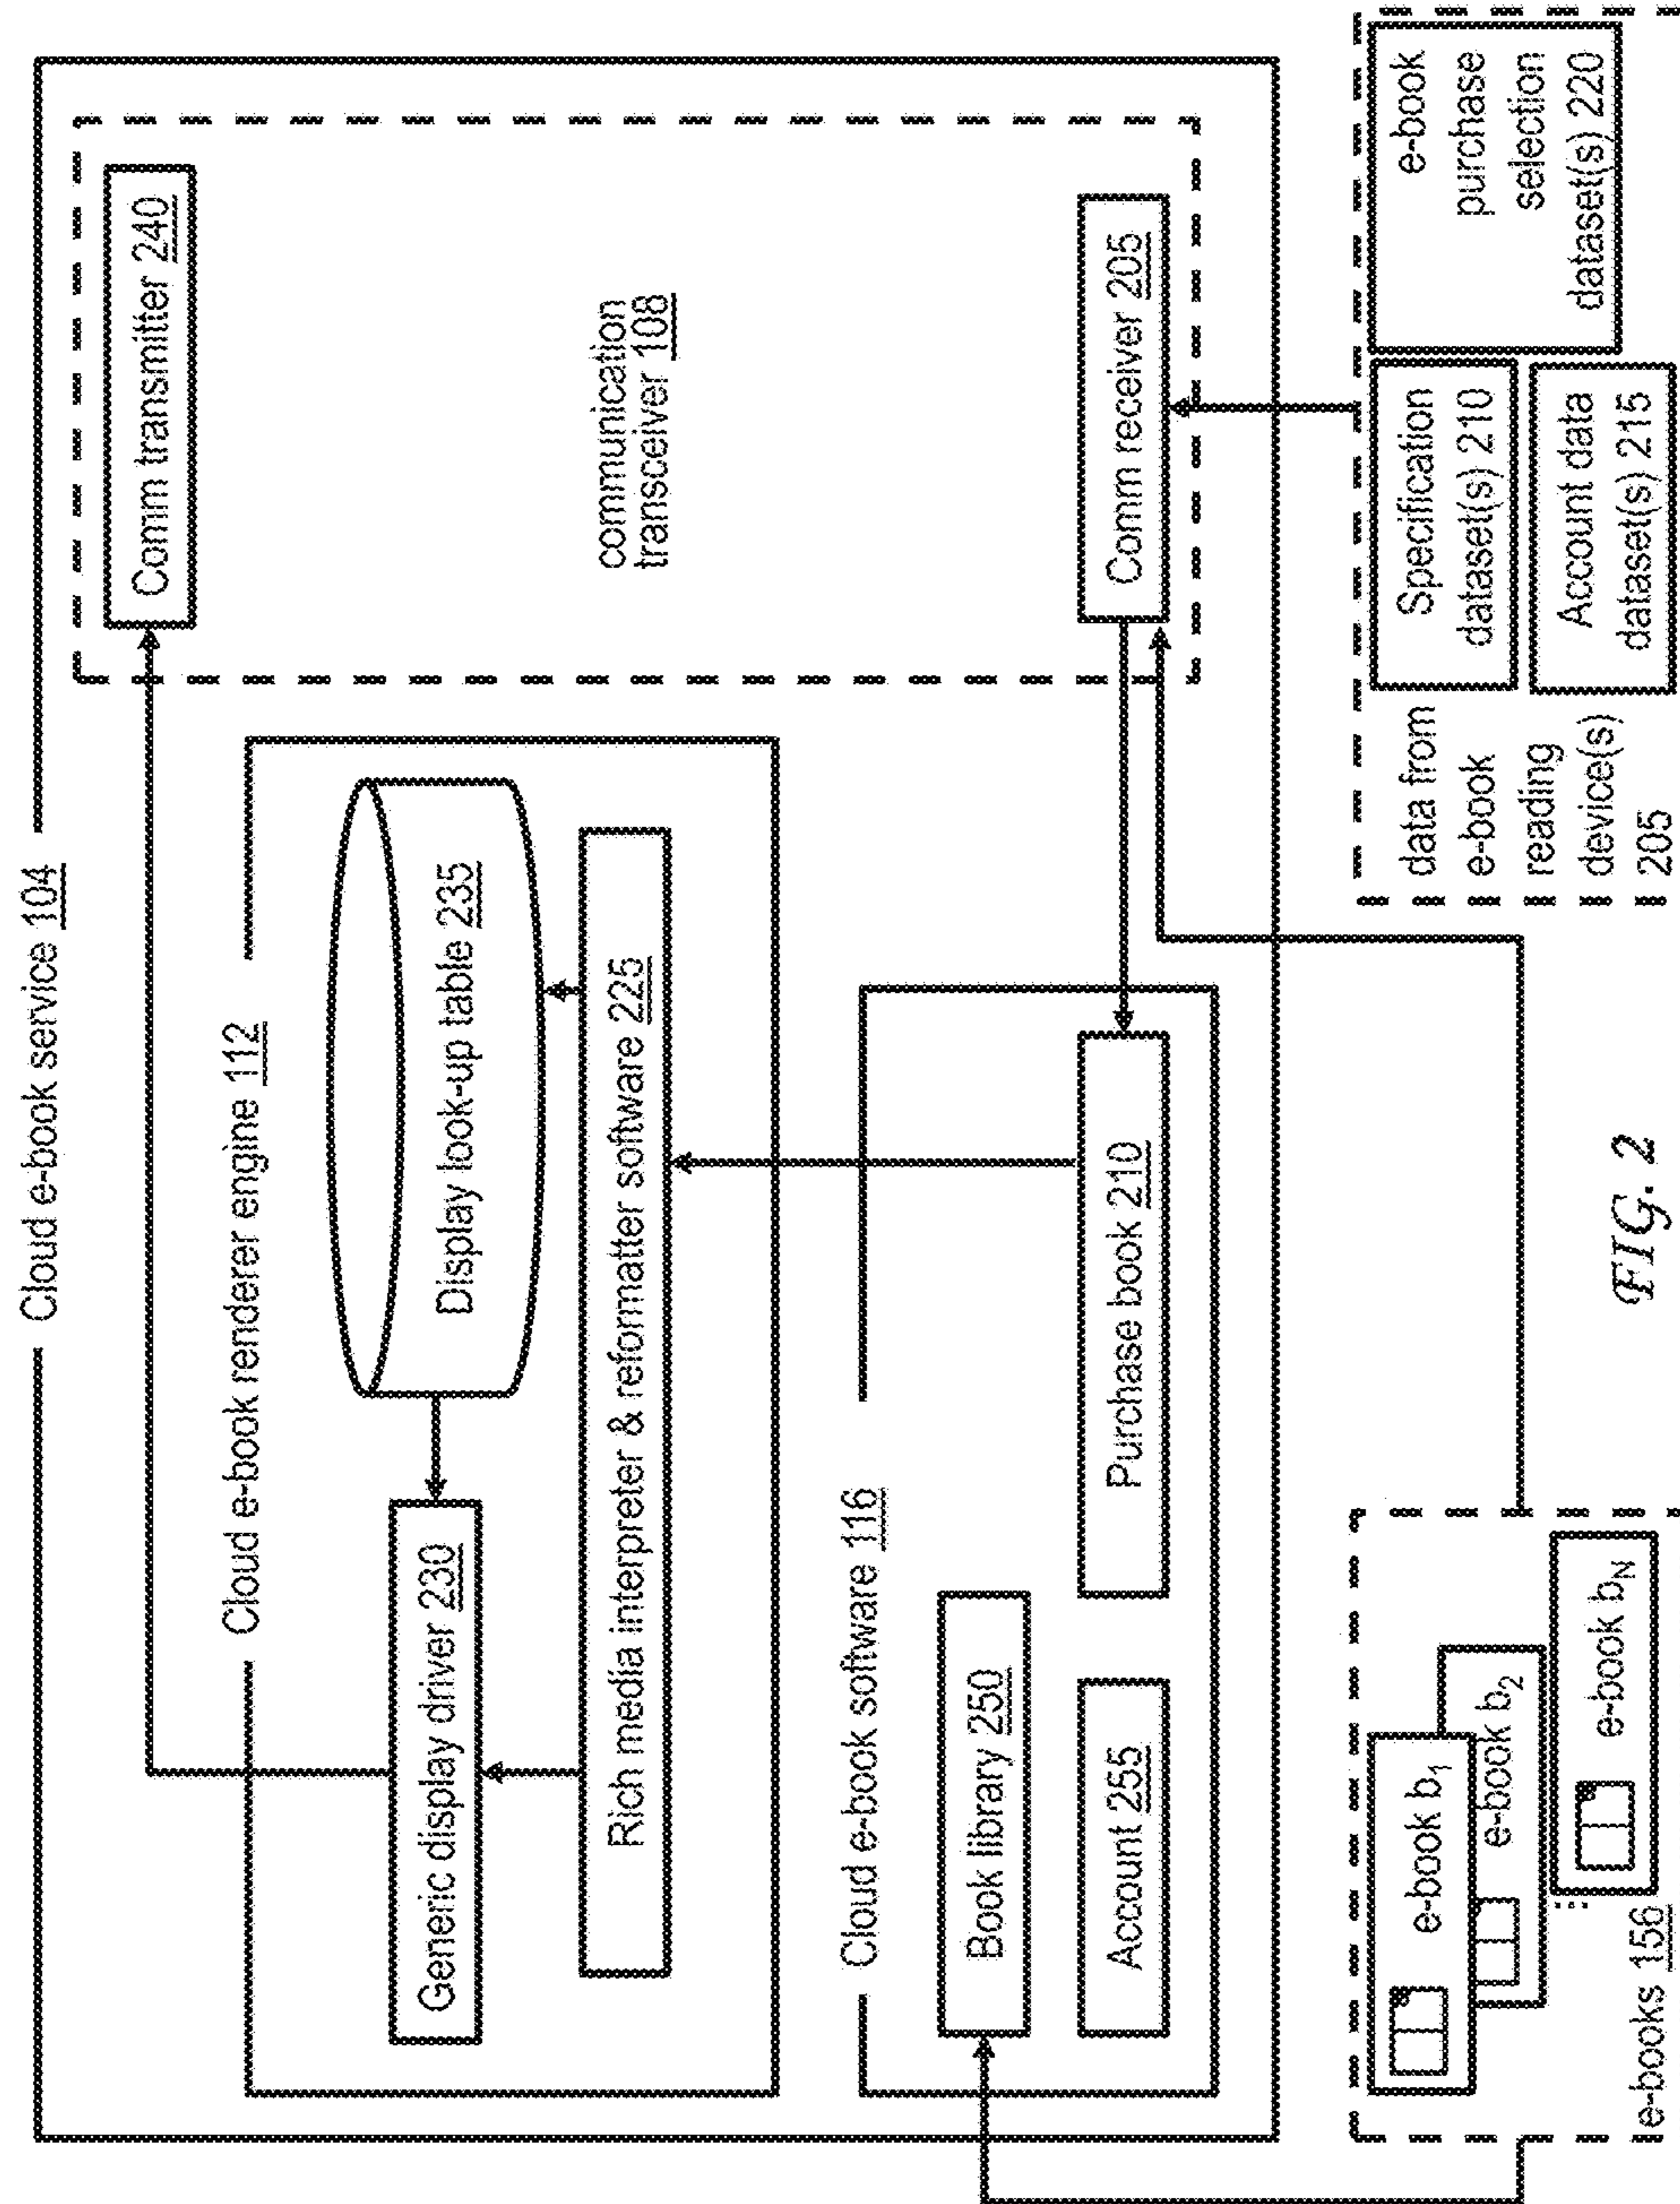 Cloud e-book service 104
Cloud e-book renderer engine 112
Generic display driver 230
Display look-up table 235
Rich media interpreter & reformatter software 225
Comm transmitter 240
communication
transceiver 108
Comm receiver 205
Cloud e-book software 116
Book library 250
Account 255
Purchase book 210
e-book b1
e-book b2
e-book bN
e-books 156
data from
e-book
reading
device(s)
205
Specification
dataset(s) 210
Account data
dataset(s) 215
e-book
purchase
selection
dataset(s) 220
FIG. 2